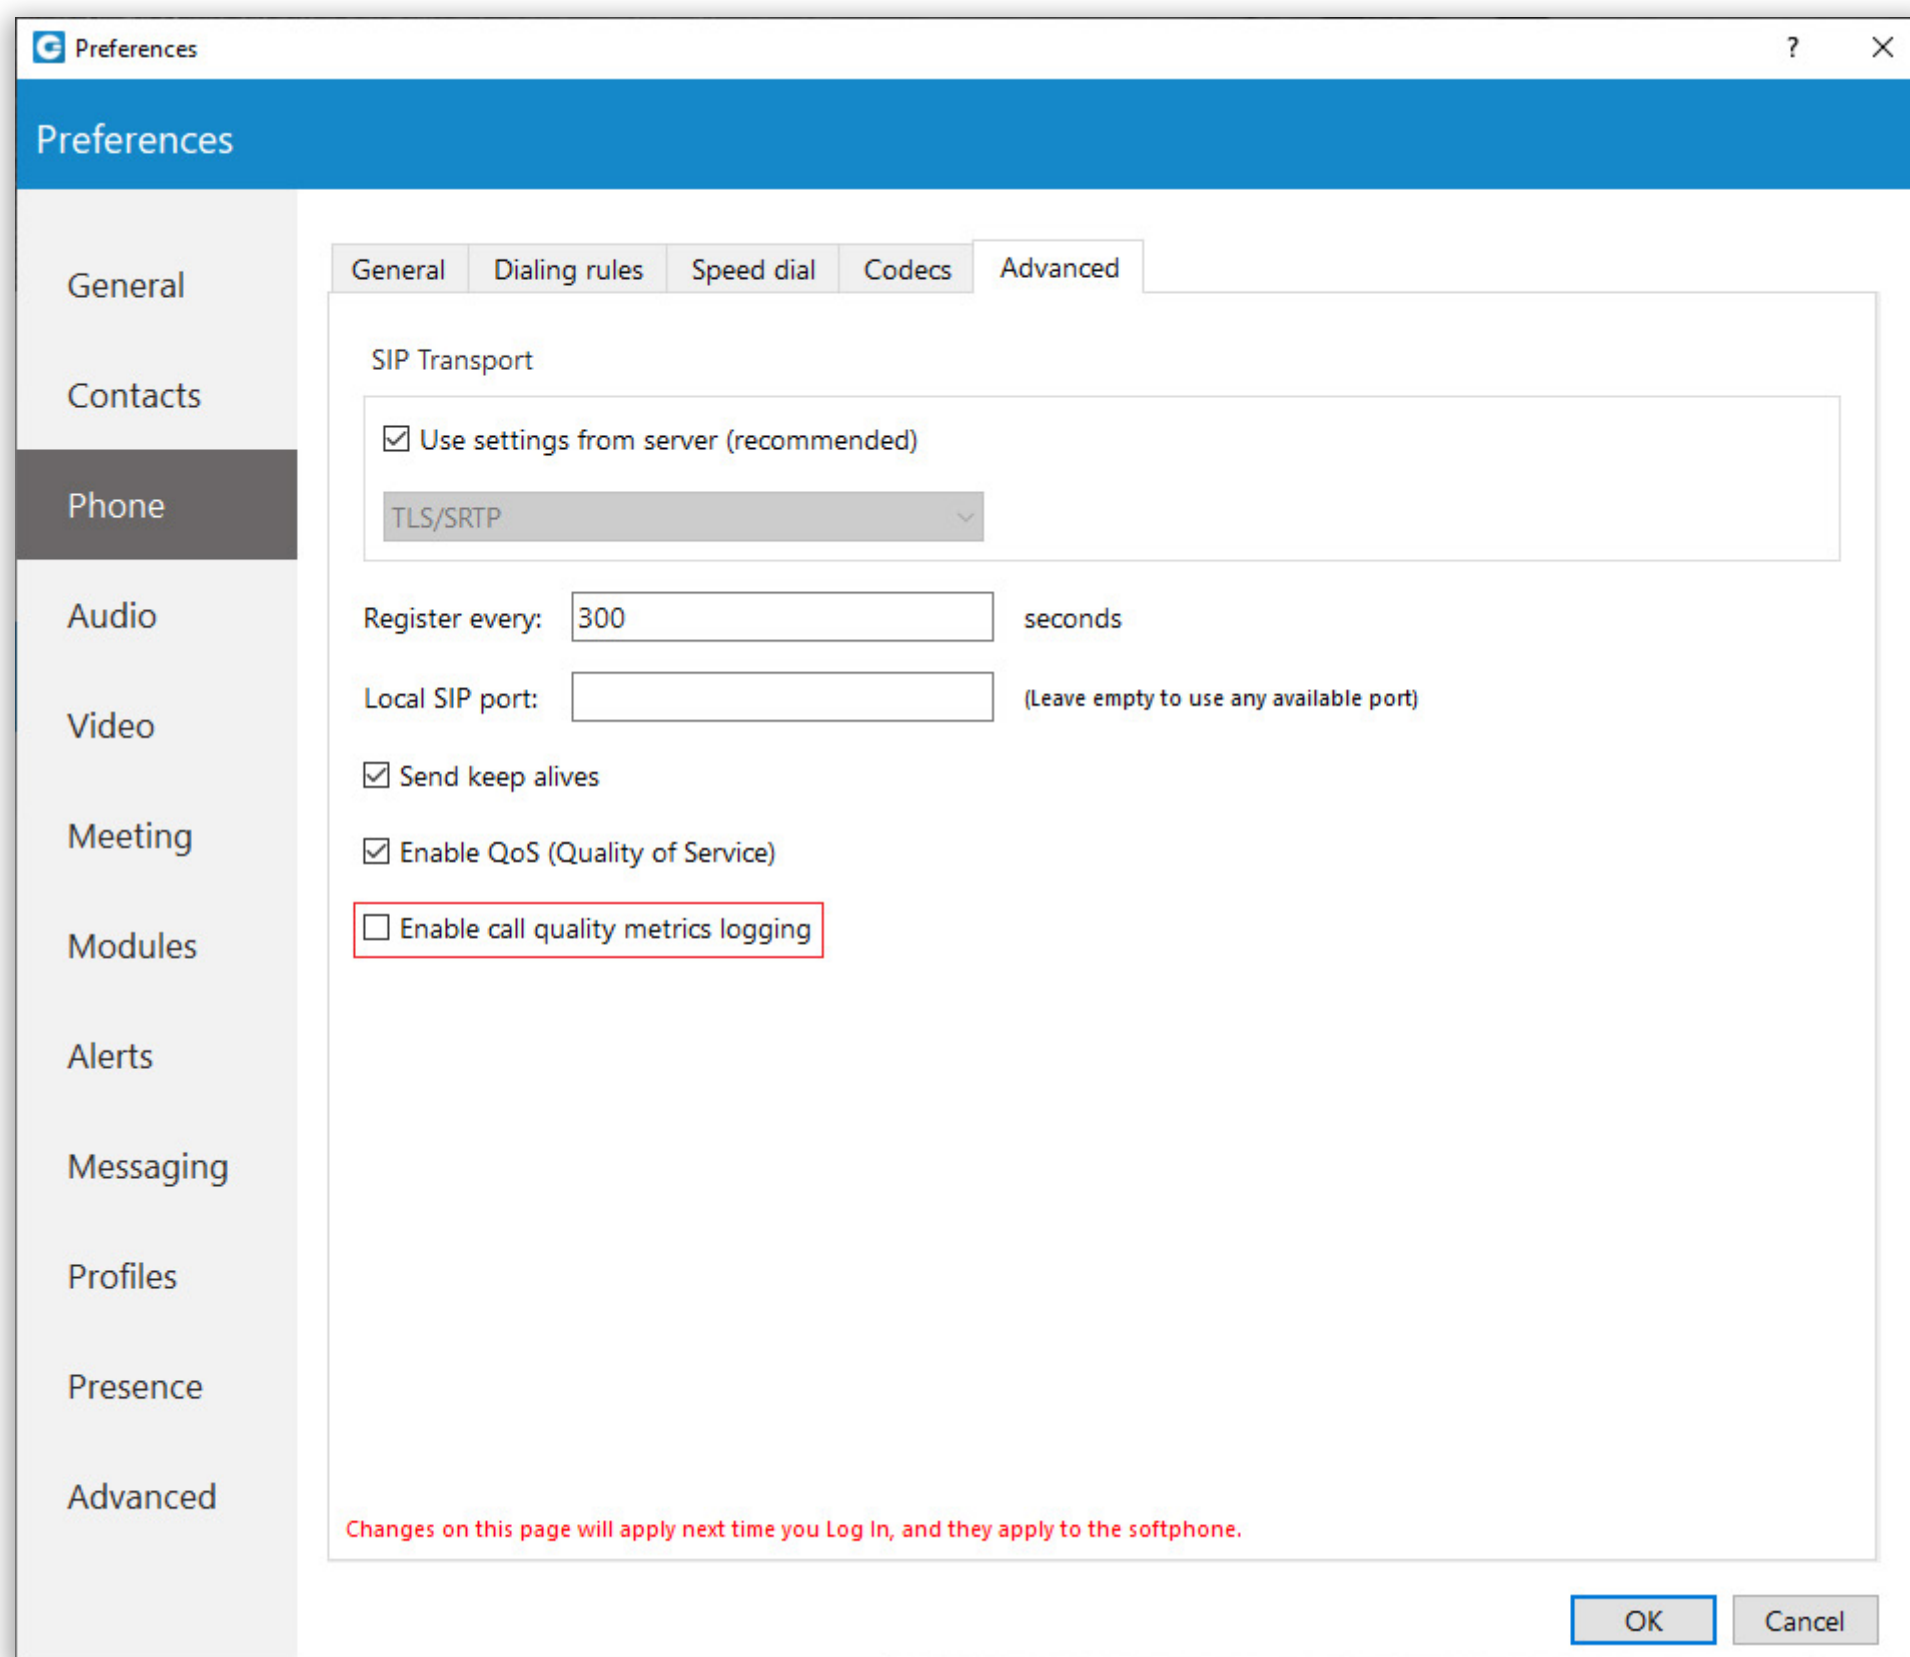 Preferences
?
Preferences
General
Contacts
Phone
Audio
Video
Meeting
Modules
Alerts
Messaging
Profiles
Presence
Advanced
General Dialing rules Speed dial Codecs Advanced
SIP Transport
Use settings from server (recommended)
TLS/SRTP
Register every: 300 seconds
Local SIP port: (Leave empty to use any available port)
Send keep alives
Enable QoS (Quality of Service)
Enable call quality metrics logging
Changes on this page will apply next time you Log In, and they apply to the softphone.
OK Cancel